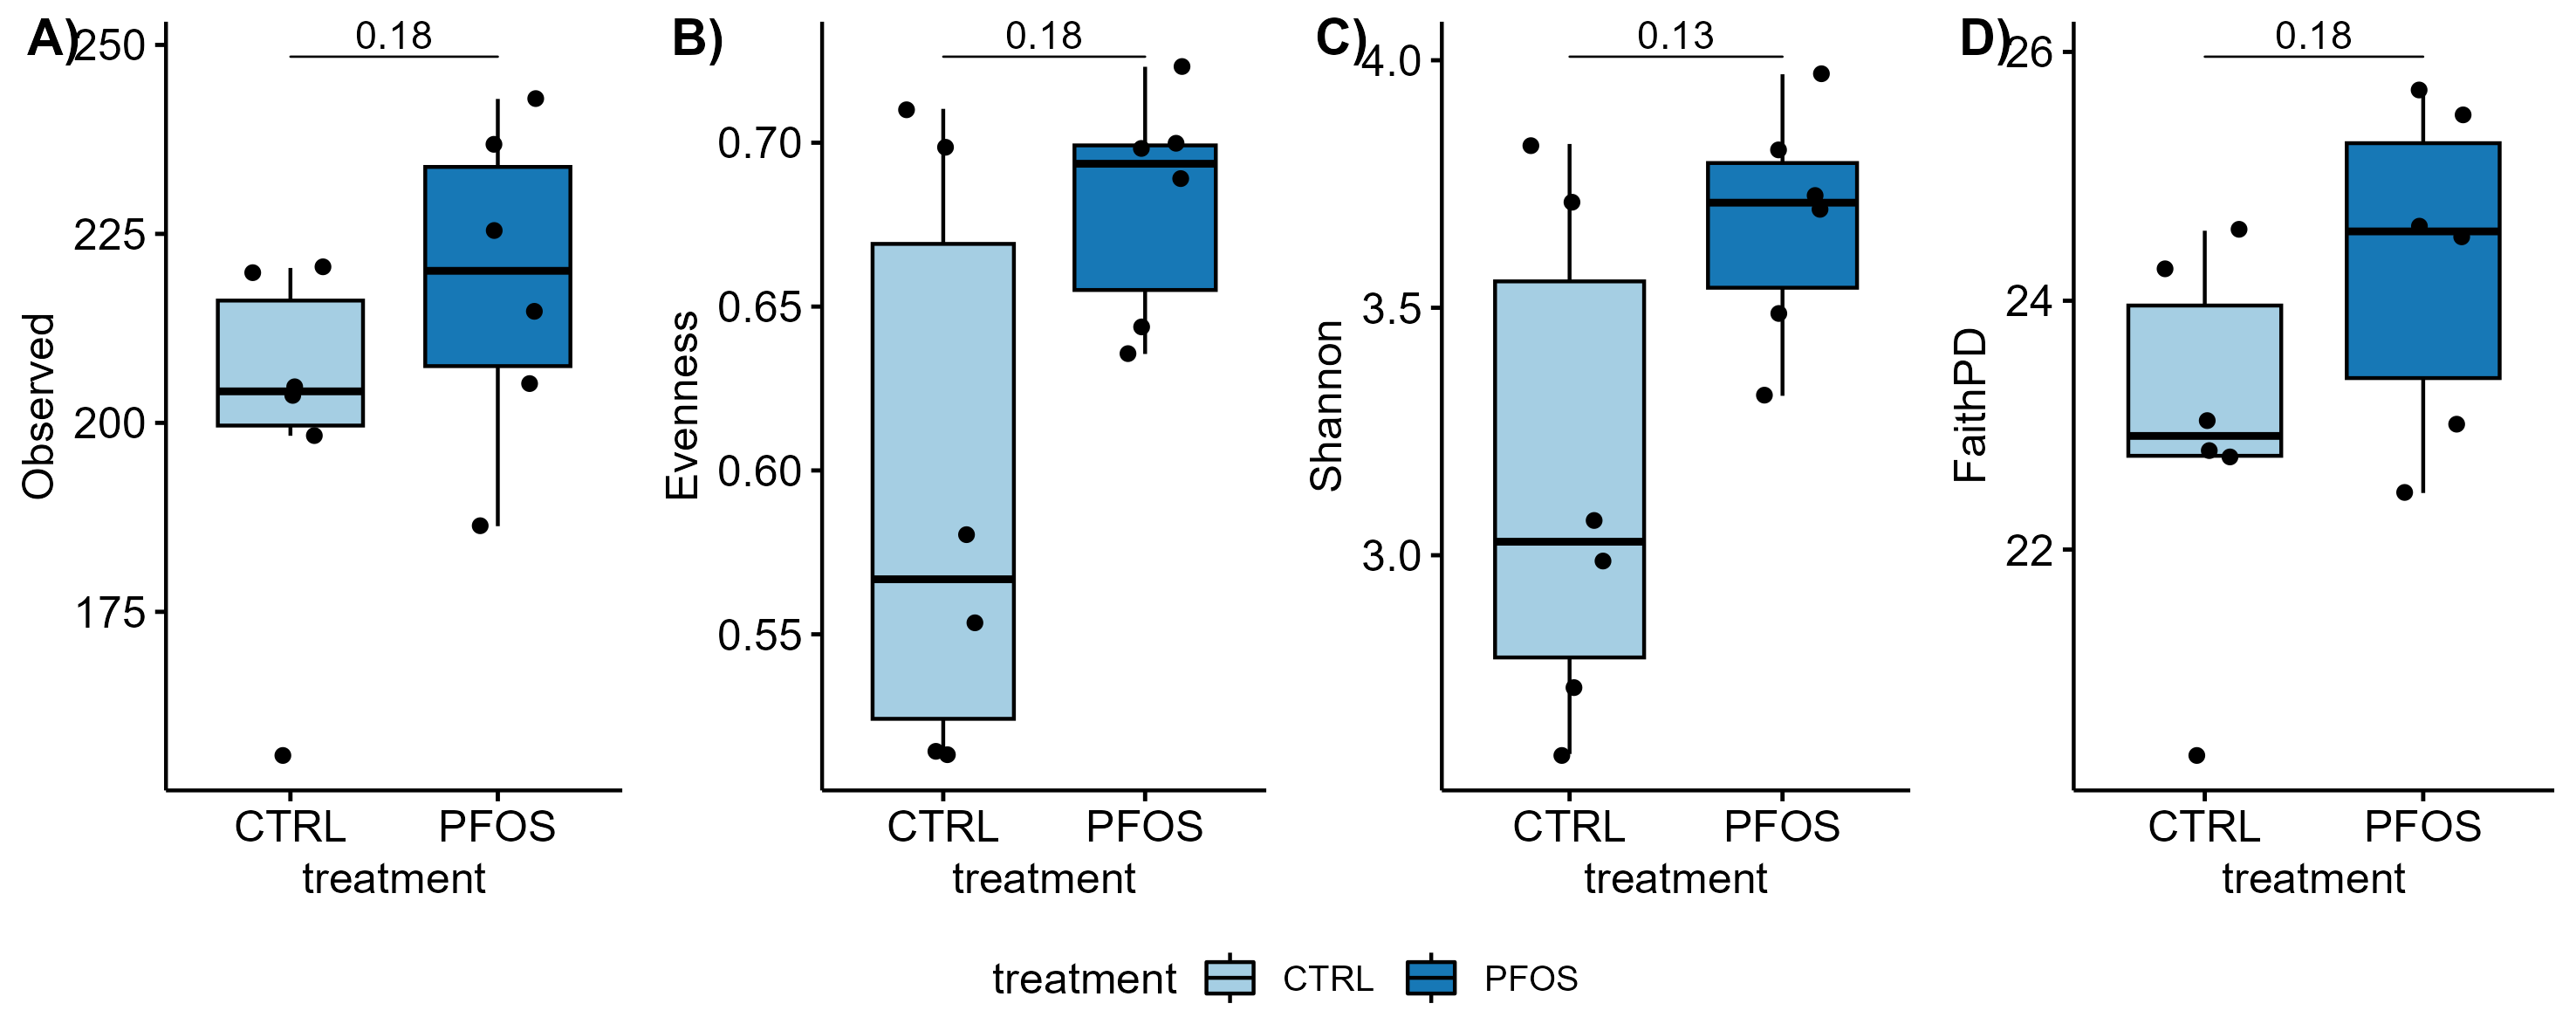 A)
0.18
250
225
200
175
Observed
CTRL PFOS
treatment
B)
0.18
0.70
0.65
0.60
0.55
Evenness
CTRL PFOS
treatment
C)
0.13
4.0
3.5
3.0
Shannon
CTRL PFOS
treatment
D)
0.18
26
24
22
FaithPD
CTRL PFOS
treatment
treatment CTRL PFOS